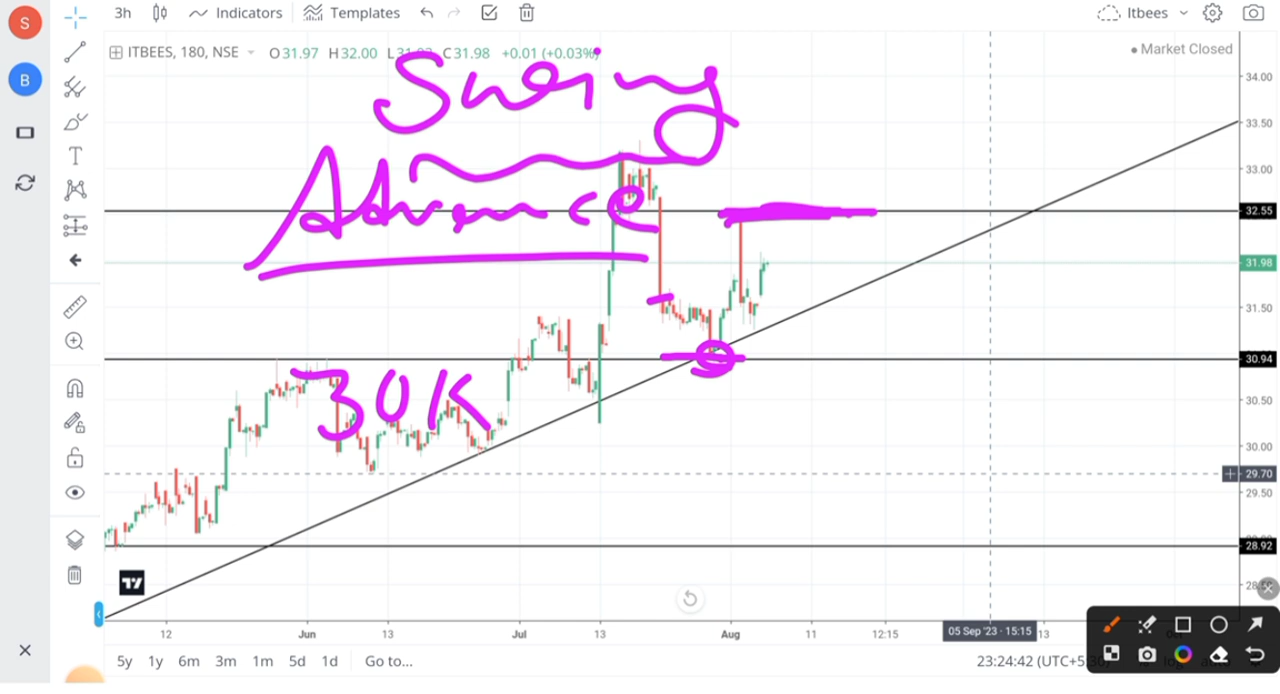 S
B
3h Indicators Templates Itbees
ITBEES, 180, NSE O31.97 H32.00 C31.98 +0.01 (+0.03%)
Market Closed
Swing
Advance
30K
34.00
33.50
33.00
32.55
31.98
31.50
30.94
30.50
30.00
29.70
29.50
28.92
12 Jun 13 Jul 13 Aug 11 12:15 05 Sep '23 - 15:15 13
5y 1y 6m 3m 1m 5d 1d Go to... 23:24:42 (UTC+5:30)